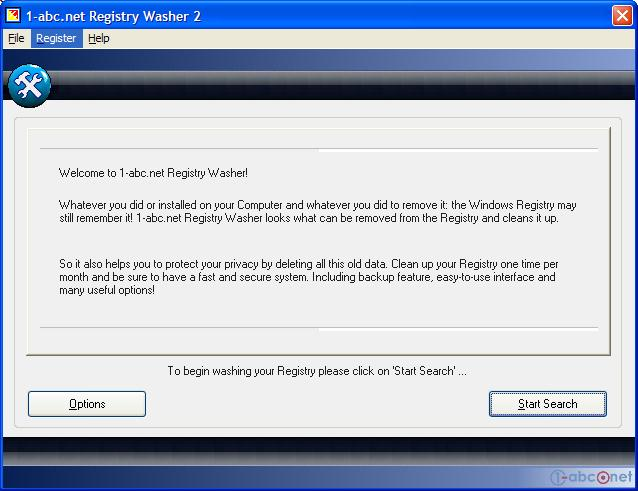 1-abc.net Registry Washer 2
File Register Help
Welcome to 1-abc.net Registry Washer!
Whatever you did or installed on your Computer and whatever you did to remove it: the Windows Registry may
still remember it! 1-abc.net Registry Washer looks what can be removed from the Registry and cleans it up.
So it also helps you to protect your privacy by deleting all this old data. Clean up your Registry one time per
month and be sure to have a fast and secure system. Including backup feature, easy-to-use interface and
many useful options!
To begin washing your Registry please click on 'Start Search' ...
Options
Start Search
1-abc.net